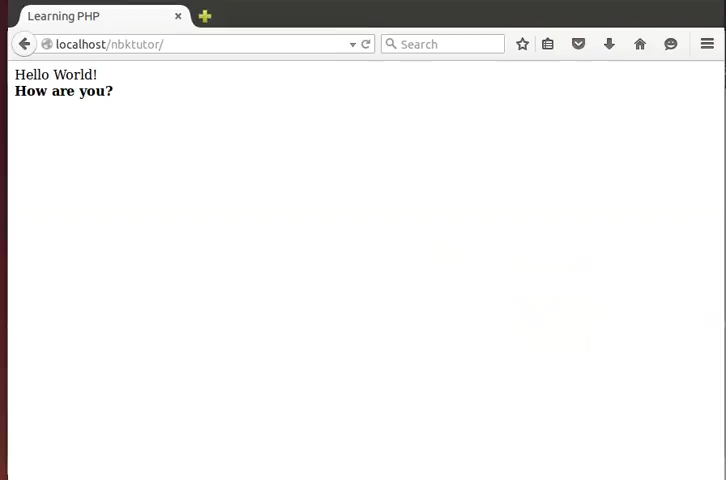 Learning PHP
localhost/nbktutor/
Search
Hello World!
How are you?